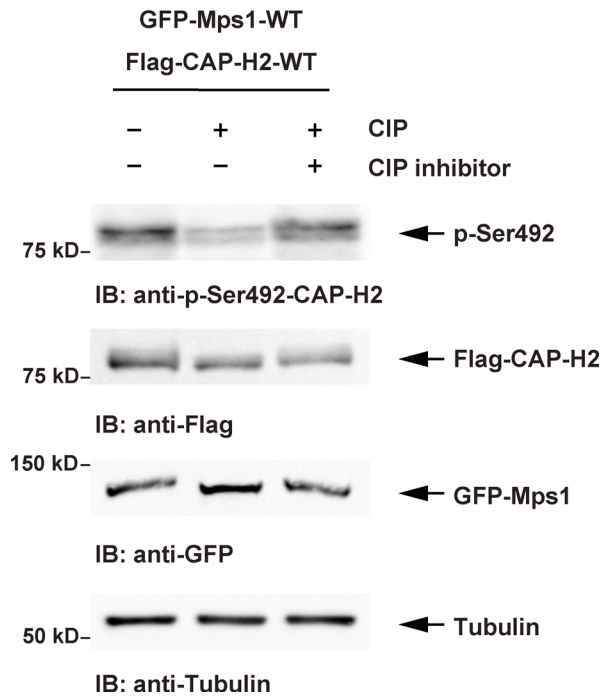 GFP-Mps1-WT
Flag-CAP-H2-WT
– + + CIP
– – + CIP inhibitor
p-Ser492
75 kD–
IB: anti-p-Ser492-CAP-H2
Flag-CAP-H2
75 kD–
IB: anti-Flag
150 kD–
GFP-Mps1
IB: anti-GFP
Tubulin
50 kD–
IB: anti-Tubulin